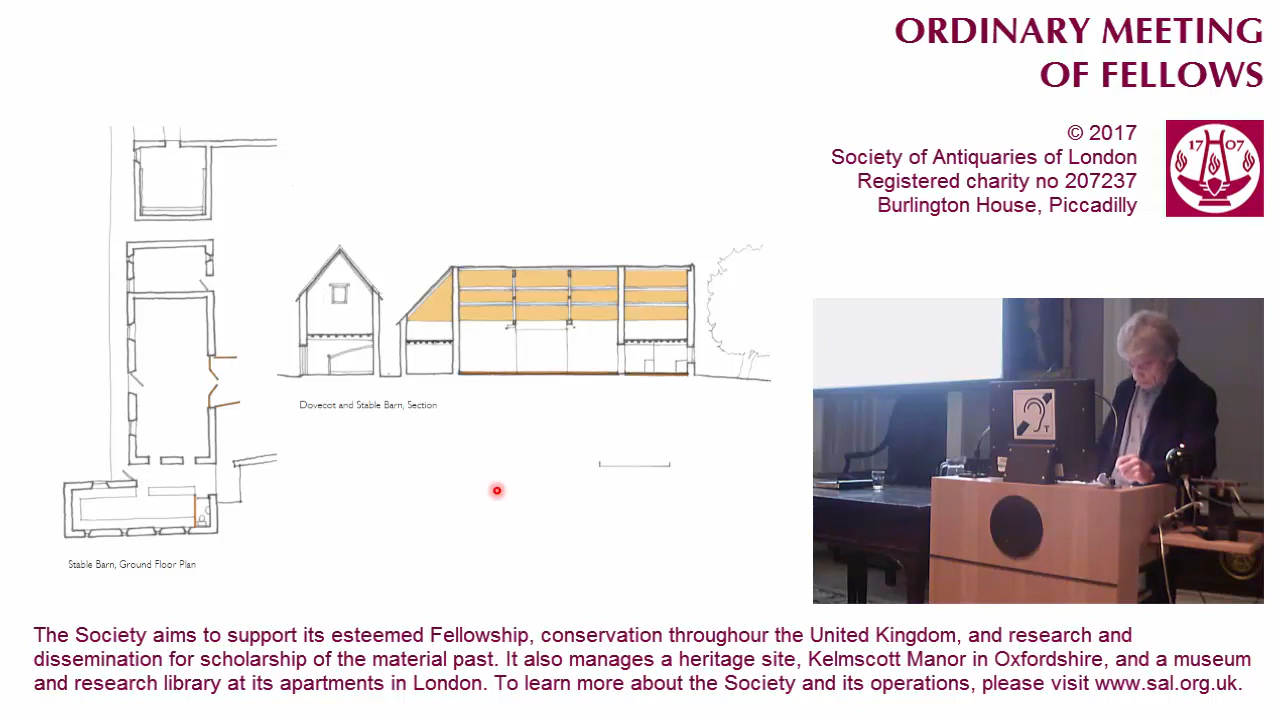 ORDINARY MEETING
OF FELLOWS
© 2017
Society of Antiquaries of London
Registered charity no 207237
Burlington House, Piccadilly
17 07
Dovecot and Stable Barn, Section
Stable Barn, Ground Floor Plan
T
The Society aims to support its esteemed Fellowship, conservation throughour the United Kingdom, and research and
dissemination for scholarship of the material past. It also manages a heritage site, Kelmscott Manor in Oxfordshire, and a museum
and research library at its apartments in London. To learn more about the Society and its operations, please visit www.sal.org.uk.